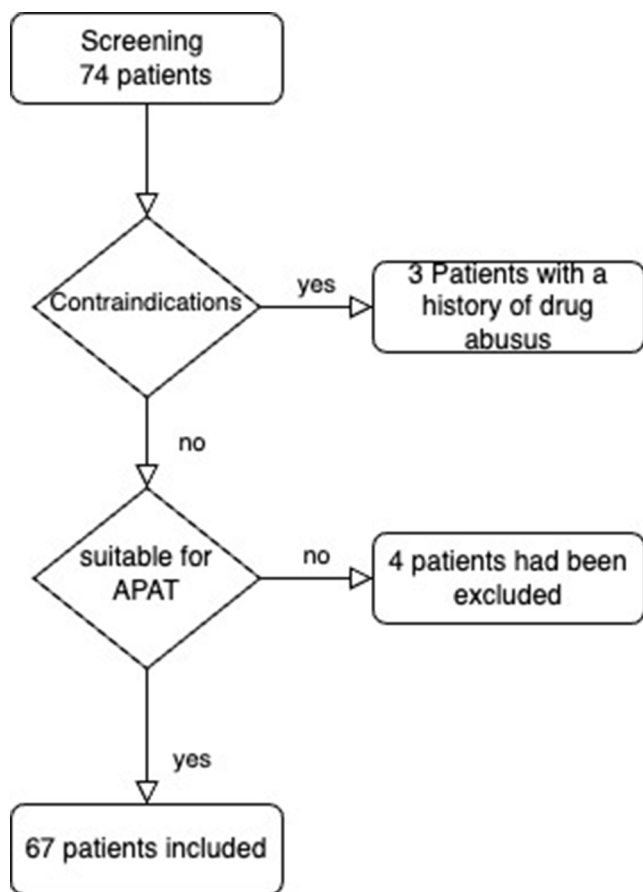 Screening
74 patients
Contraindications
yes
3 Patients with a
history of drug
abusus
no
suitable for
APAT
no
4 patients had been
excluded
yes
67 patients included